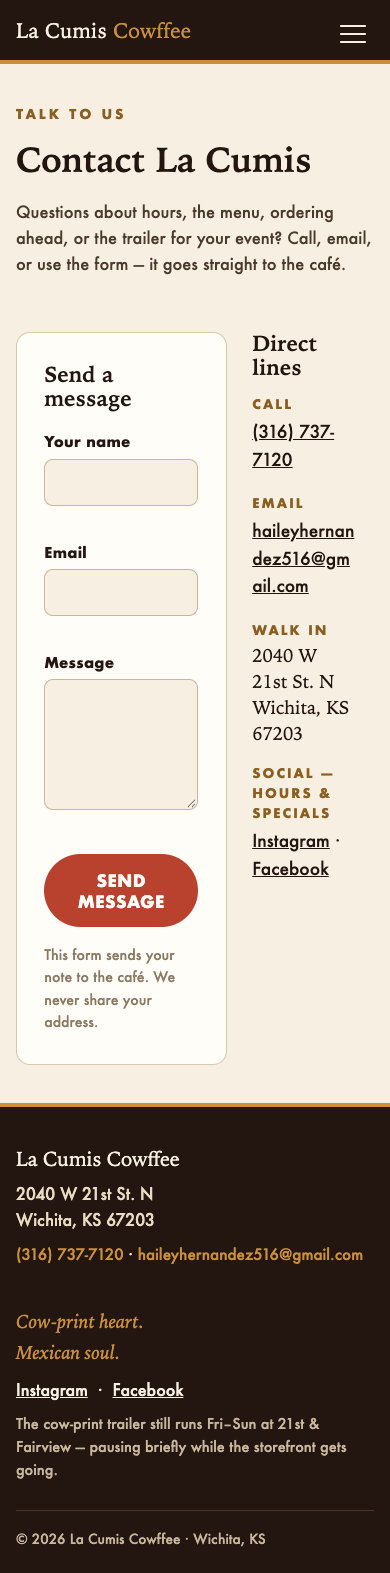 La Cumis Cowffee
TALK TO US
Contact La Cumis
Questions about hours, the menu, ordering
ahead, or the trailer for your event? Call, email,
or use the form — it goes straight to the café.
Send a
message
Your name
Email
Message
SEND
MESSAGE
This form sends your
note to the café. We
never share your
address.
Direct
lines
CALL
(316) 737-
7120
EMAIL
haileyhernan
dez516@gm
ail.com
WALK IN
2040 W
21st St. N
Wichita, KS
67203
SOCIAL —
HOURS &
SPECIALS
Instagram ·
Facebook
La Cumis Cowffee
2040 W 21st St. N
Wichita, KS 67203
(316) 737-7120 · haileyhernandez516@gmail.com
Cow-print heart.
Mexican soul.
Instagram · Facebook
The cow-print trailer still runs Fri–Sun at 21st &
Fairview — pausing briefly while the storefront gets
going.
© 2026 La Cumis Cowffee · Wichita, KS